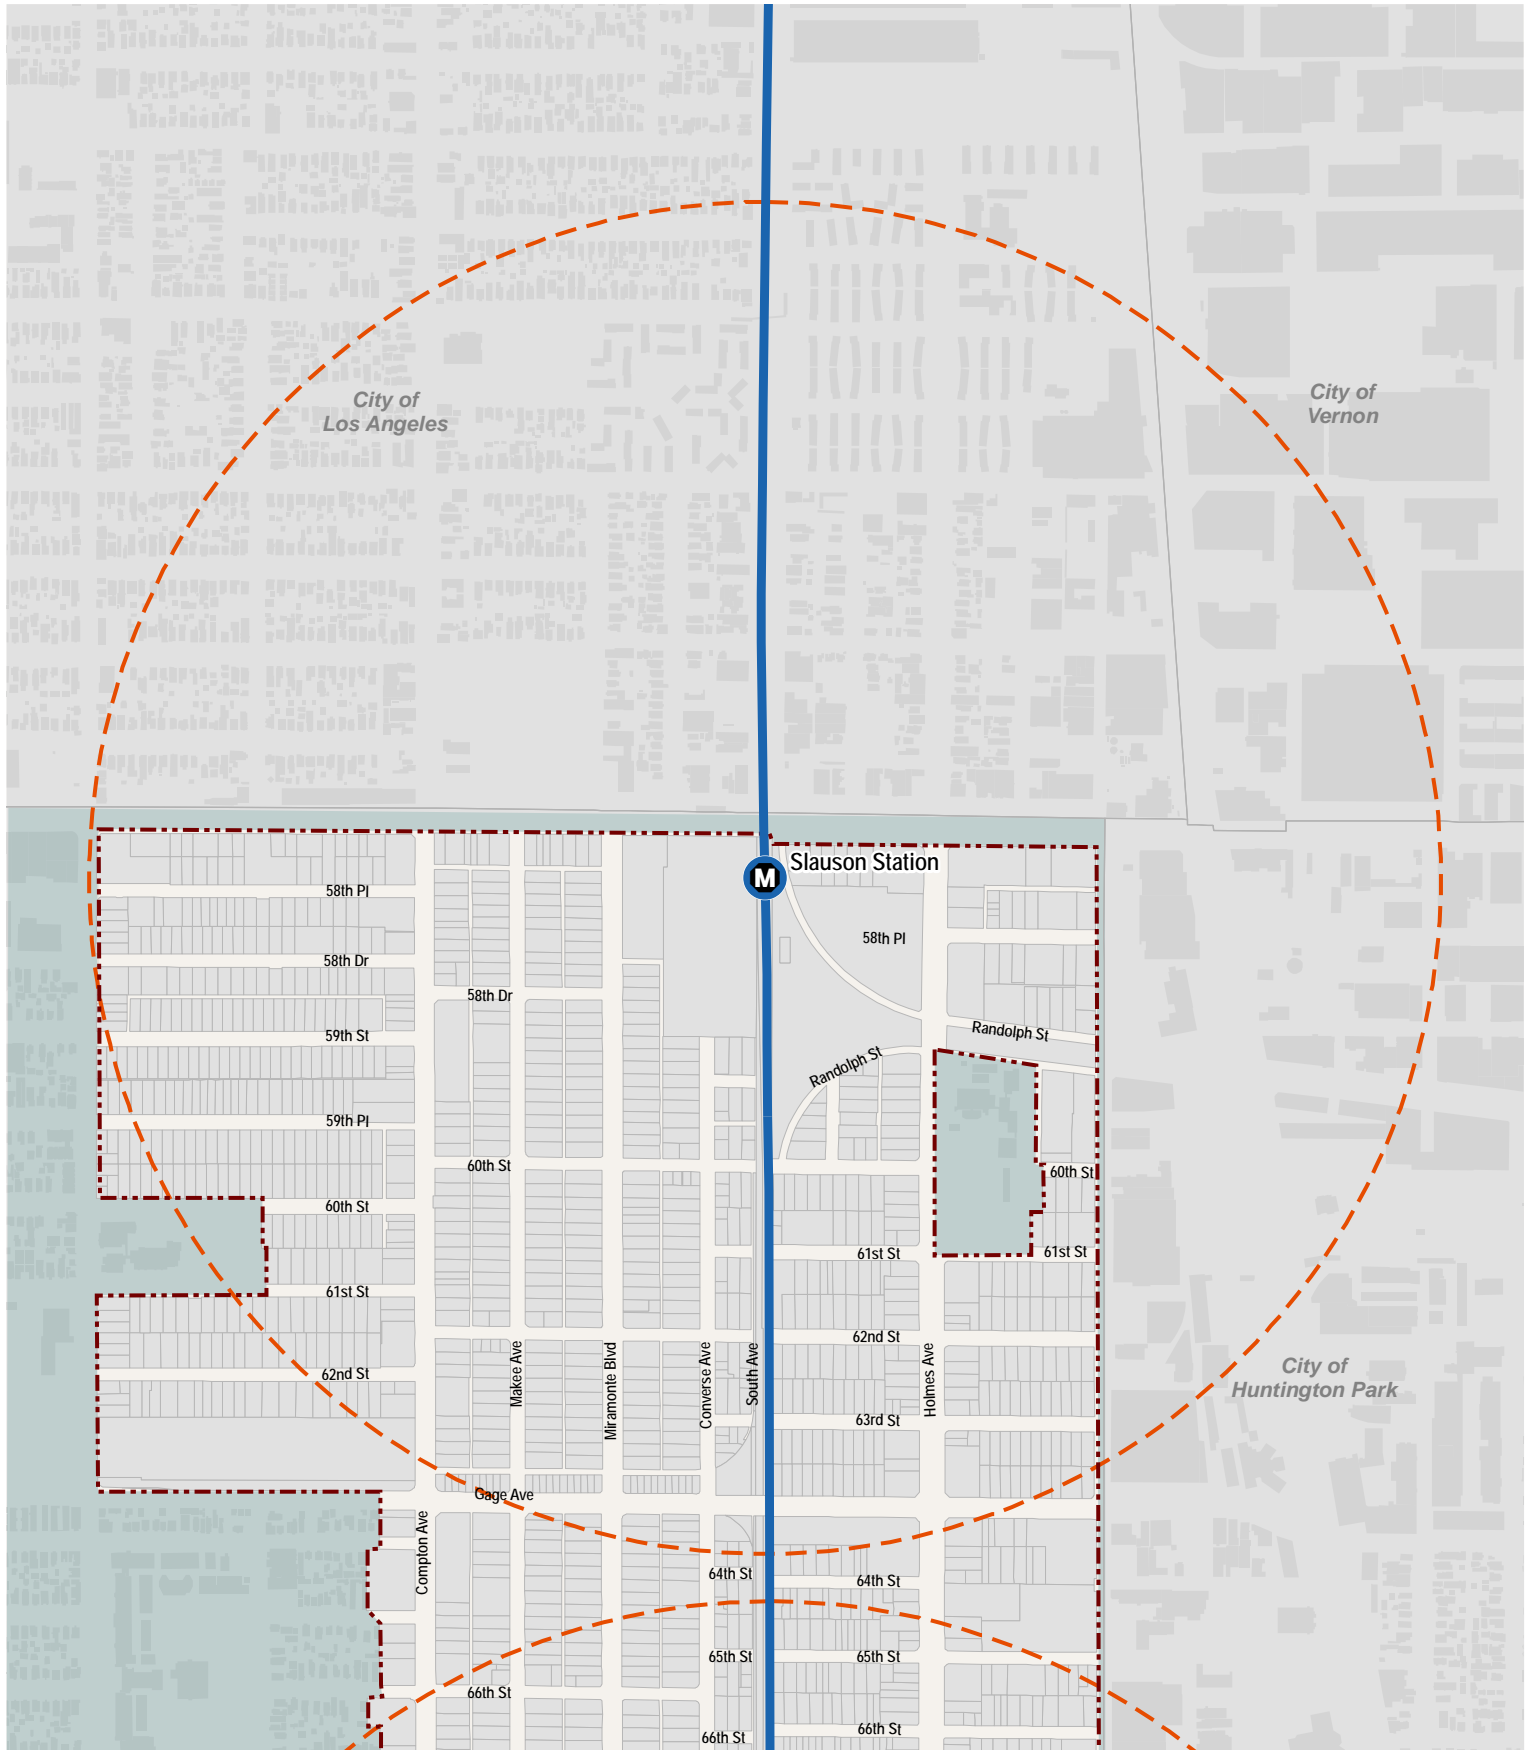 City of
Los Angeles
City of
Vernon
M
Slauson Station
58th Pl
58th Pl
58th Dr
58th Dr
59th St
Randolph St
Randolph St
59th Pl
60th St
60th St
60th St
61st St
61st St
61st St
62nd St
62nd St
Makee Ave
Miramonte Blvd
Converse Ave
South Ave
Holmes Ave
City of
Huntington Park
63rd St
Gage Ave
Compton Ave
64th St
64th St
65th St
65th St
66th St
66th St
66th St